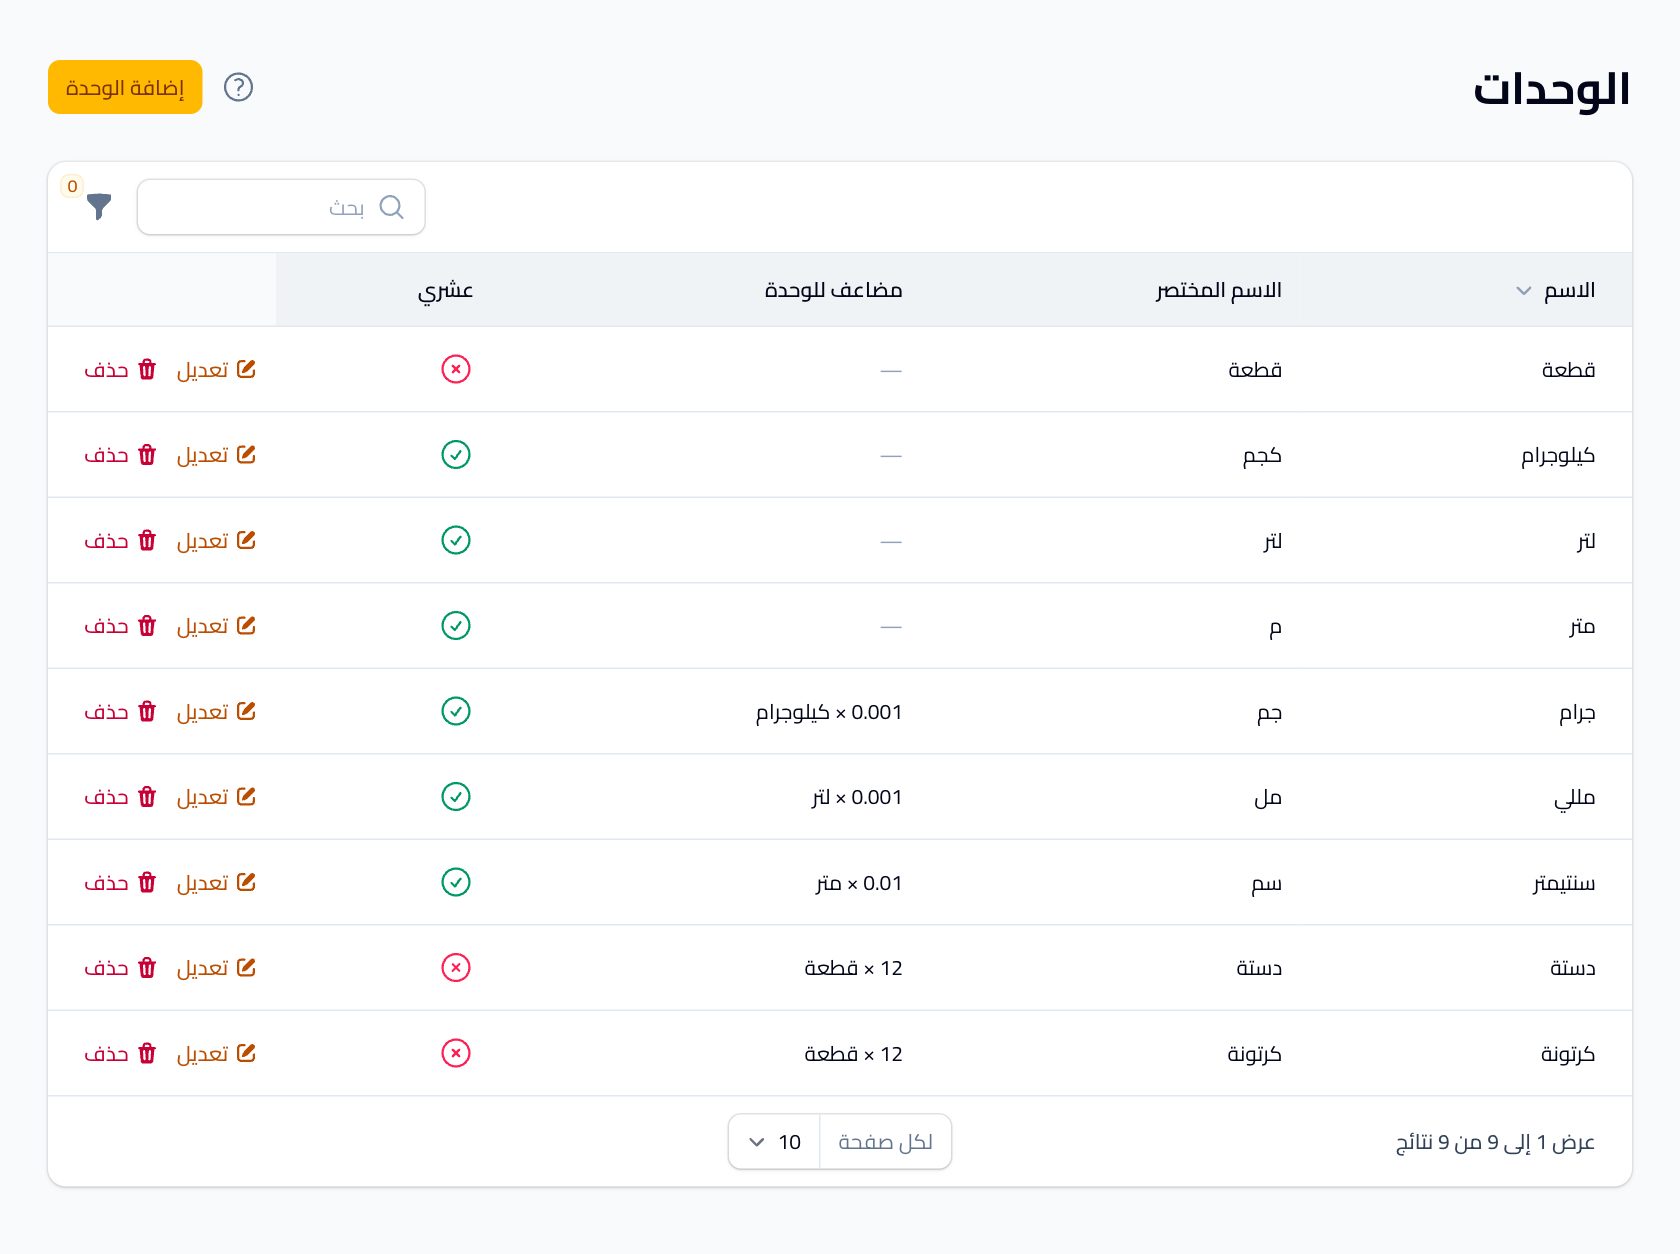 الوحدات
إضافة الوحدة
بحث
0
الاسم الاسم المختصر مضاعف للوحدة عشري
قطعة قطعة — تعديل حذف
كيلوجرام كجم — تعديل حذف
لتر لتر — تعديل حذف
متر م — تعديل حذف
جرام جم 0.001 × كيلوجرام تعديل حذف
مللي مل 0.001 × لتر تعديل حذف
سنتيمتر سم 0.01 × متر تعديل حذف
دستة دستة 12 × قطعة تعديل حذف
كرتونة كرتونة 12 × قطعة تعديل حذف
عرض 1 إلى 9 من 9 نتائج لكل صفحة 10